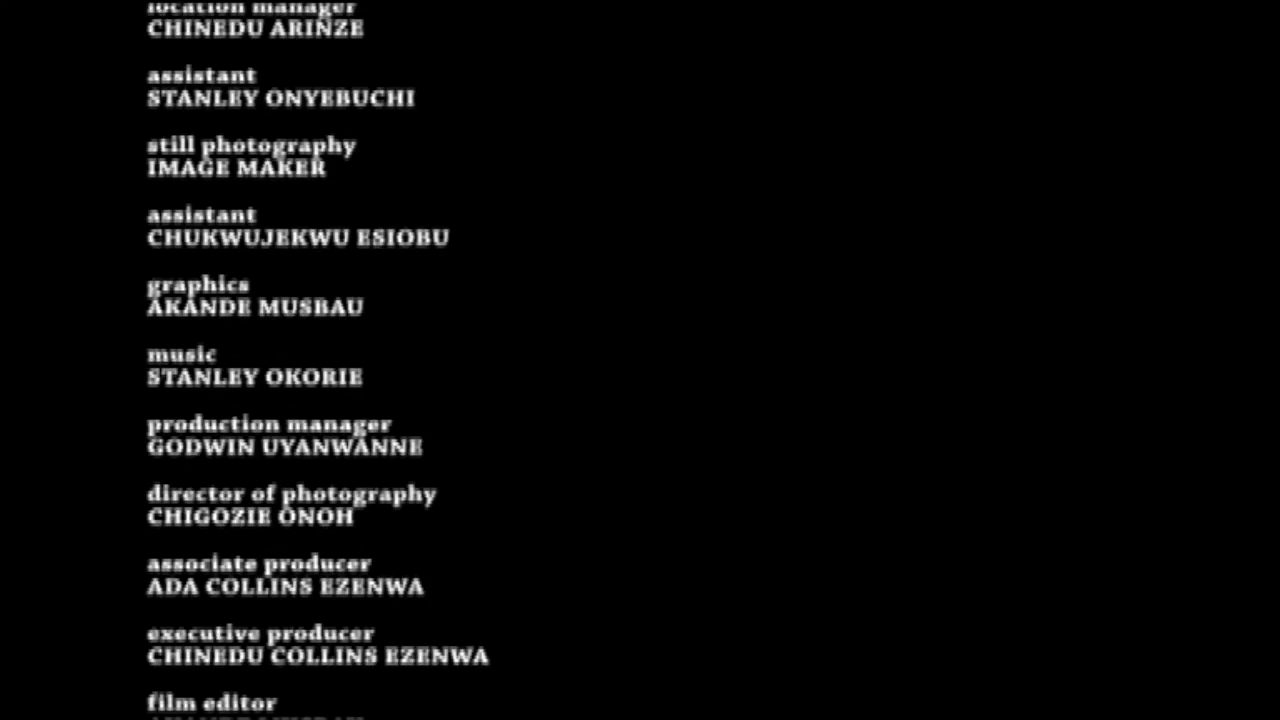 location manager
CHINEDU ARINZE
assistant
STANLEY ONYEBUCHI
still photography
IMAGE MAKER
assistant
CHUKWUJEKWU ESIOBU
graphics
AKANDE MUSBAU
music
STANLEY OKORIE
production manager
GODWIN UYANWANNE
director of photography
CHIGOZIE ONOH
associate producer
ADA COLLINS EZENWA
executive producer
CHINEDU COLLINS EZENWA
film editor